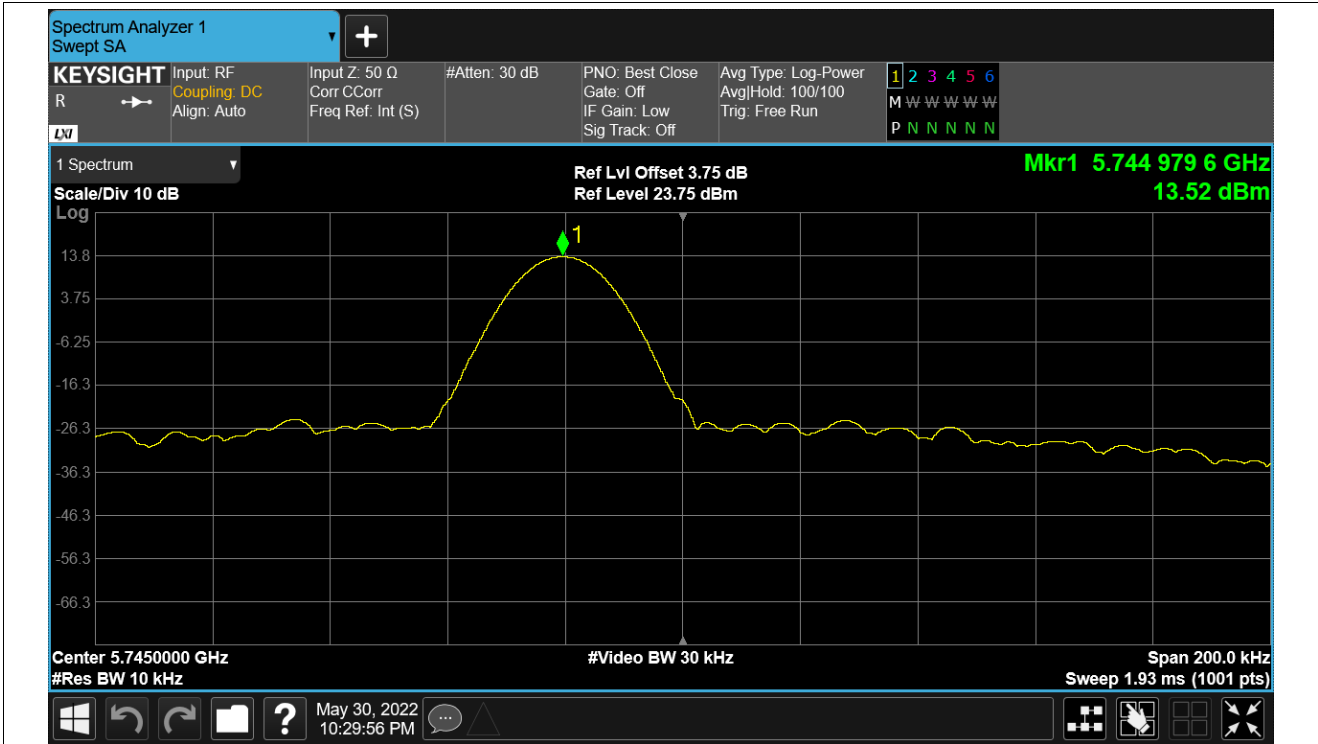 Spectrum Analyzer 1
Swept SA
+
KEYSIGHT
R
LXI
Input: RF
Coupling: DC
Align: Auto
Input Z: 50 Ω
Corr CCorr
Freq Ref: Int (S)
#Atten: 30 dB
PNO: Best Close
Gate: Off
IF Gain: Low
Sig Track: Off
Avg Type: Log-Power
Avg|Hold: 100/100
Trig: Free Run
1 2 3 4 5 6
M W W W W W
P N N N N N
1 Spectrum
Scale/Div 10 dB
Log
Ref Lvl Offset 3.75 dB
Ref Level 23.75 dBm
Mkr1 5.744 979 6 GHz
13.52 dBm
1
13.8
3.75
-6.25
-16.3
-26.3
-36.3
-46.3
-56.3
-66.3
Center 5.7450000 GHz
#Res BW 10 kHz
#Video BW 30 kHz
Span 200.0 kHz
Sweep 1.93 ms (1001 pts)
?
May 30, 2022
10:29:56 PM